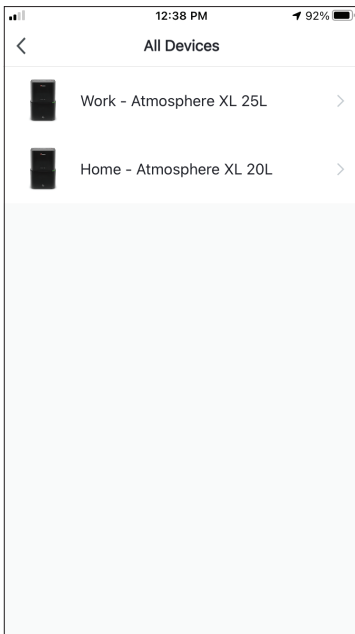 12:38 PM
92%
All Devices
Work - Atmosphere XL 25L
Home - Atmosphere XL 20L